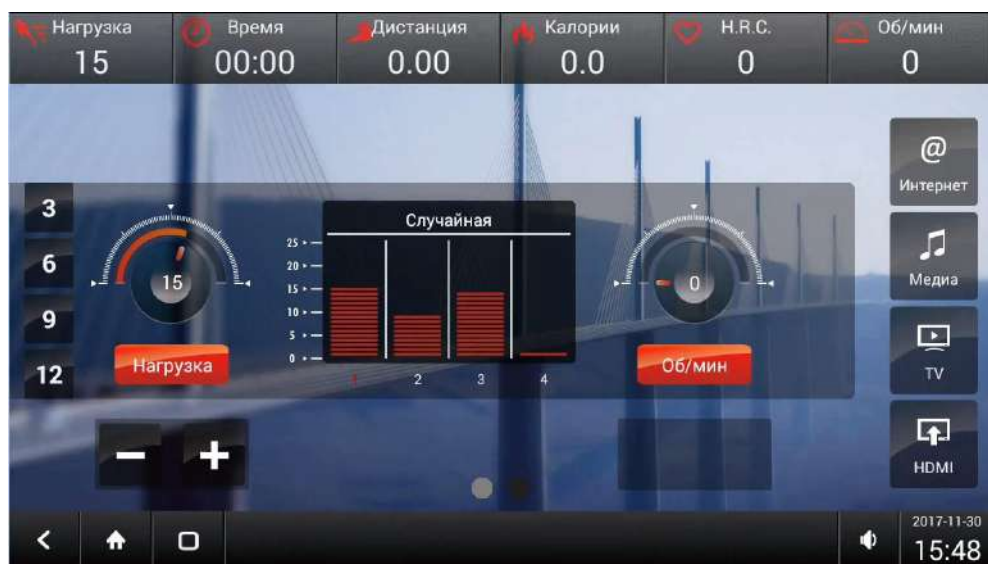 Нагрузка Время Дистанция Калории H.R.C. Об/мин
15 00:00 0.00 0.0 0 0
@
Интернет
Медиа
TV
HDMI
3
6
9
12
15
Нагрузка
Случайная
25
20
15
10
5
0
1 2 3 4
0
Об/мин
2017-11-30
15:48